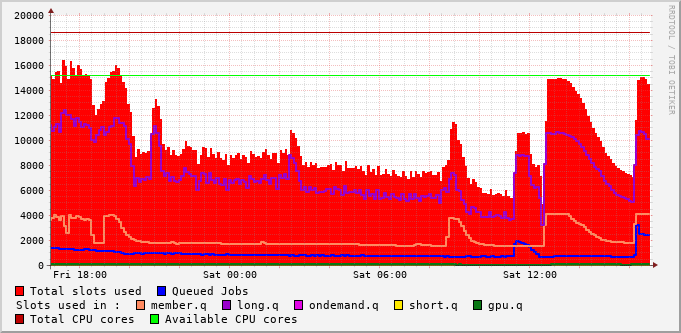 20000
18000
16000
14000
12000
10000
8000
6000
4000
2000
0
Fri 18:00 Sat 00:00 Sat 06:00 Sat 12:00
RRDTOOL / TOBI OETIKER
Total slots used Queued Jobs
Slots used in : member.q long.q ondemand.q short.q gpu.q
Total CPU cores Available CPU cores